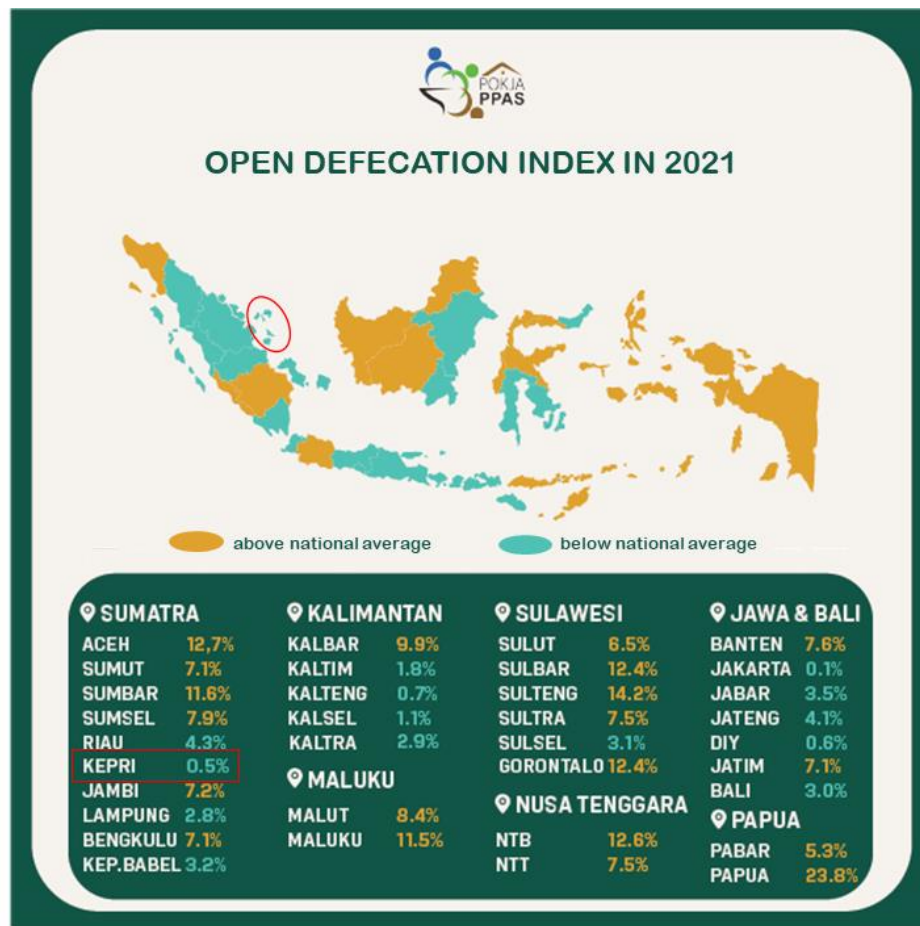 POKJA
PPAS
OPEN DEFECATION INDEX IN 2021
above national average
below national average
SUMATRA
ACEH 12,7%
SUMUT 7.1%
SUMBAR 11.6%
SUMSEL 7.9%
RIAU 4.3%
KEPRI 0.5%
JAMBI 7.2%
LAMPUNG 2.8%
BENGKULU 7.1%
KEP.BABEL 3.2%
KALIMANTAN
KALBAR 9.9%
KALTIM 1.8%
KALTENG 0.7%
KALSEL 1.1%
KALTRA 2.9%
MALUKU
MALUT 8.4%
MALUKU 11.5%
SULAWESI
SULUT 6.5%
SULBAR 12.4%
SULTENG 14.2%
SULTRA 7.5%
SULSEL 3.1%
GORONTALO 12.4%
NUSA TENGGARA
NTB 12.6%
NTT 7.5%
JAWA & BALI
BANTEN 7.6%
JAKARTA 0.1%
JABAR 3.5%
JATENG 4.1%
DIY 0.6%
JATIM 7.1%
BALI 3.0%
PAPUA
PABAR 5.3%
PAPUA 23.8%